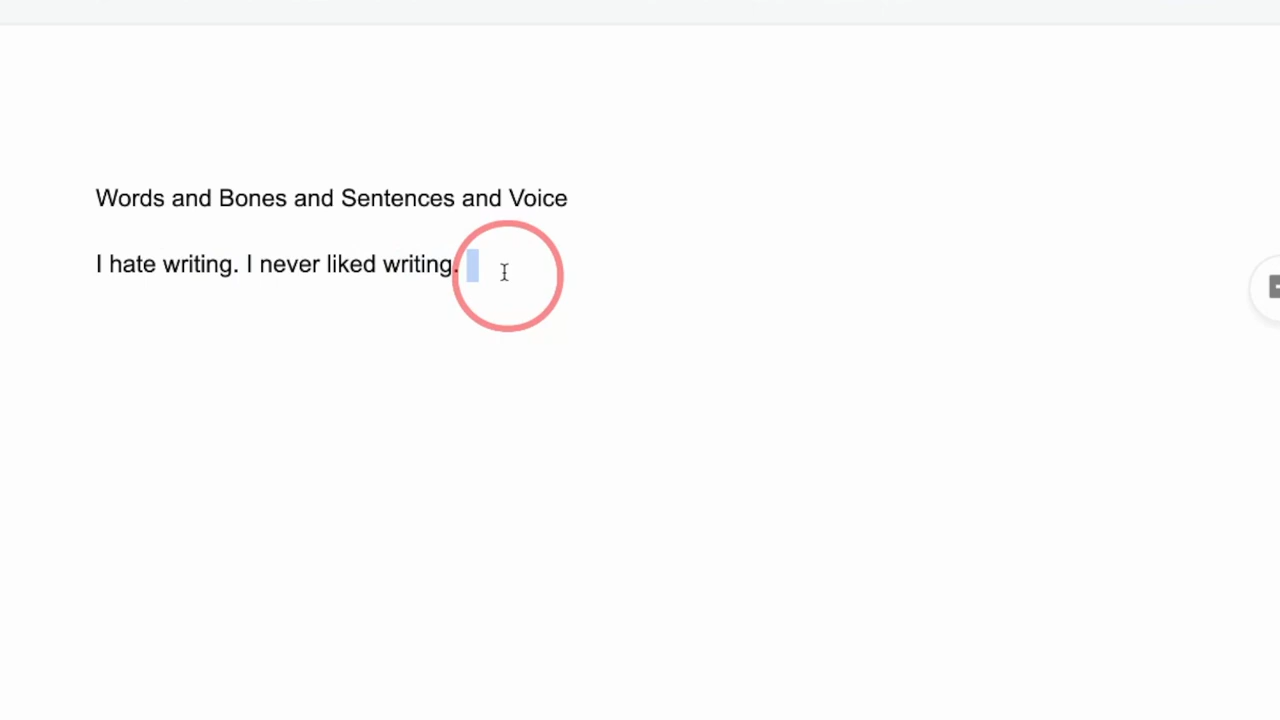 Words and Bones and Sentences and Voice
I hate writing. I never liked writing.